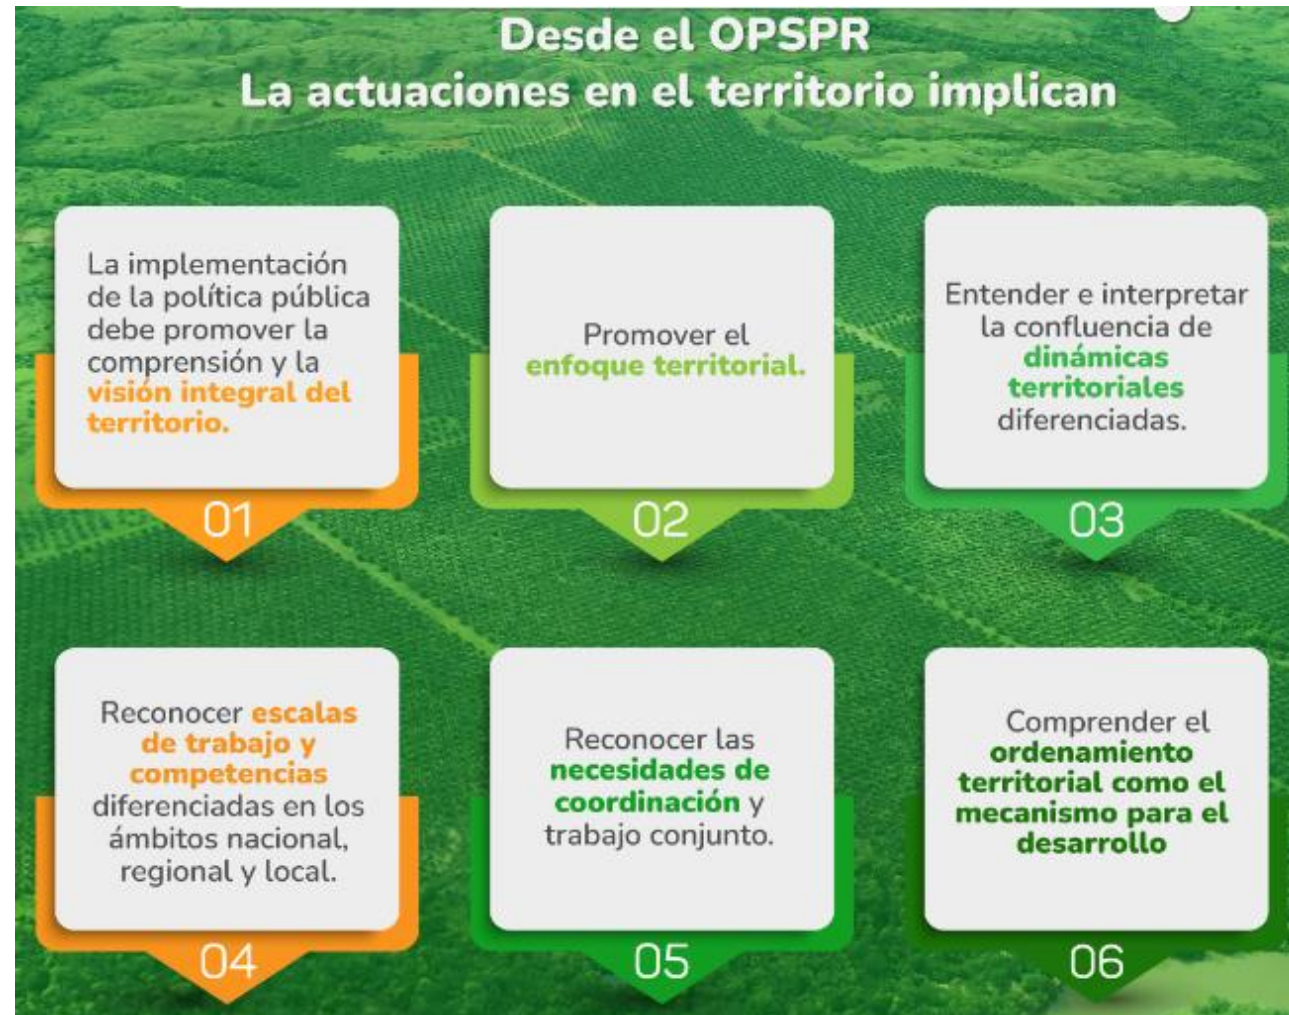 Desde el OPSPR
La actuaciones en el territorio implican
La implementación
de la política pública
debe promover la
comprensión y la
visión integral del
territorio.
01
Promover el
enfoque territorial.
02
Entender e interpretar
la confluencia de
dinámicas
territoriales
diferenciadas.
03
Reconocer escalas
de trabajo y
competencias
diferenciadas en los
ámbitos nacional,
regional y local.
04
Reconocer las
necesidades de
coordinación y
trabajo conjunto.
05
Comprender el
ordenamiento
territorial como el
mecanismo para el
desarrollo
06